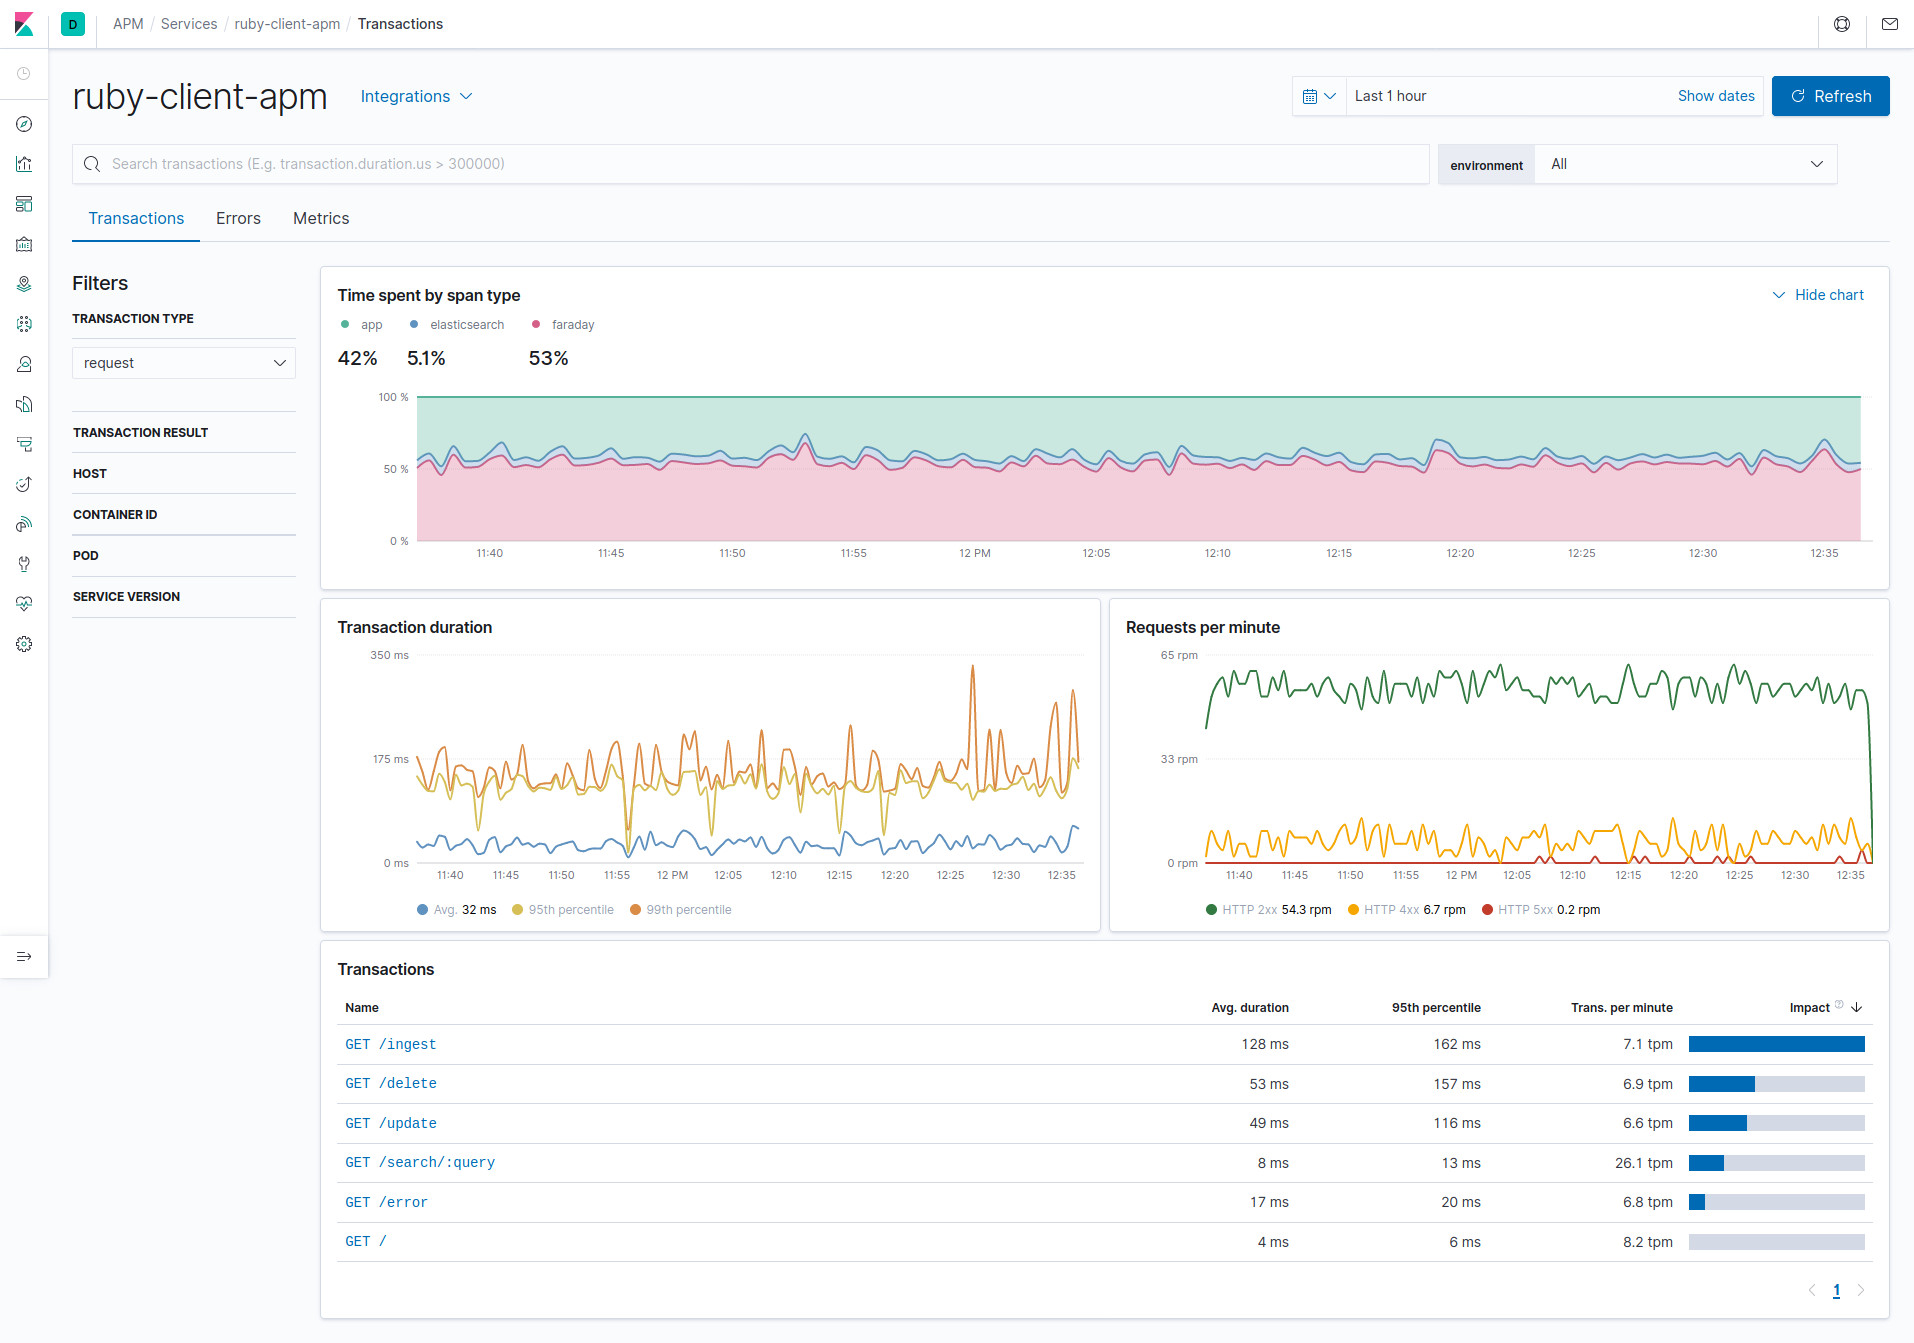 D APM / Services / ruby-client-apm / Transactions
ruby-client-apm Integrations Last 1 hour Show dates Refresh
Search transactions (E.g. transaction.duration.us > 300000) environment All
Transactions Errors Metrics
Filters
TRANSACTION TYPE
request
TRANSACTION RESULT
HOST
CONTAINER ID
POD
SERVICE VERSION
Time spent by span type Hide chart
app elasticsearch faraday
42% 5.1% 53%
100 %
50 %
0 %
11:40 11:45 11:50 11:55 12 PM 12:05 12:10 12:15 12:20 12:25 12:30 12:35
Transaction duration
350 ms
175 ms
0 ms
11:40 11:45 11:50 11:55 12 PM 12:05 12:10 12:15 12:20 12:25 12:30 12:35
Avg. 32 ms 95th percentile 99th percentile
Requests per minute
65 rpm
33 rpm
0 rpm
11:40 11:45 11:50 11:55 12 PM 12:05 12:10 12:15 12:20 12:25 12:30 12:35
HTTP 2xx 54.3 rpm HTTP 4xx 6.7 rpm HTTP 5xx 0.2 rpm
Transactions
Name Avg. duration 95th percentile Trans. per minute Impact
GET /ingest 128 ms 162 ms 7.1 tpm
GET /delete 53 ms 157 ms 6.9 tpm
GET /update 49 ms 116 ms 6.6 tpm
GET /search/:query 8 ms 13 ms 26.1 tpm
GET /error 17 ms 20 ms 6.8 tpm
GET / 4 ms 6 ms 8.2 tpm
1